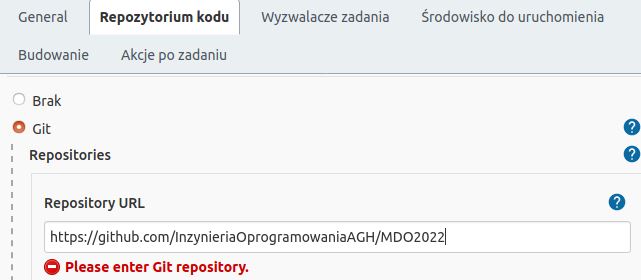 General Repozytorium kodu Wyzwalacze zadania Środowisko do uruchomienia
Budowanie Akcje po zadaniu
Brak
Git
Repositories
Repository URL
https://github.com/InzynieriaOprogramowaniaAGH/MDO2022
Please enter Git repository.